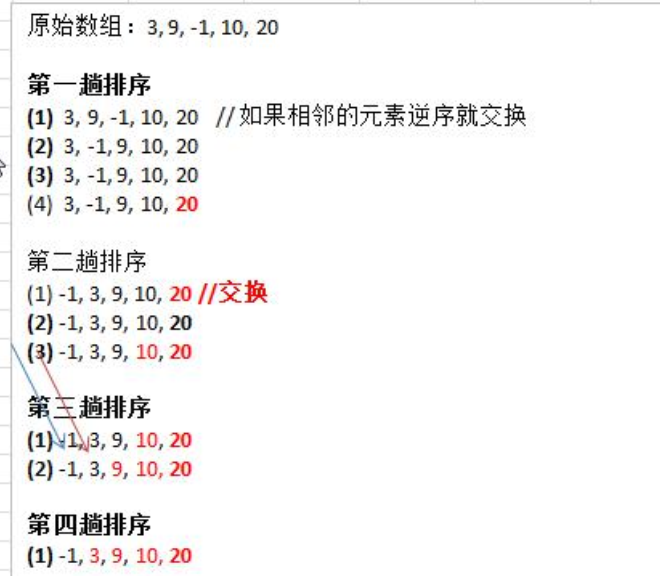 原始数组：3, 9, -1, 10, 20
第一趟排序
(1) 3, 9, -1, 10, 20 //如果相邻的元素逆序就交换
(2) 3, -1, 9, 10, 20
(3) 3, -1, 9, 10, 20
(4) 3, -1, 9, 10, 20
第二趟排序
(1) -1, 3, 9, 10, 20 //交换
(2) -1, 3, 9, 10, 20
(3) -1, 3, 9, 10, 20
第三趟排序
(1) -1, 3, 9, 10, 20
(2) -1, 3, 9, 10, 20
第四趟排序
(1) -1, 3, 9, 10, 20